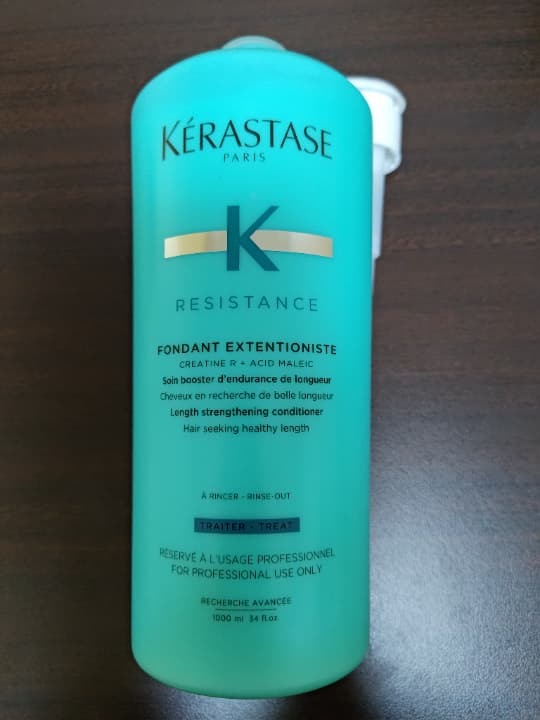 KÉRASTASE
PARIS
K
RESISTANCE
FONDANT EXTENTIONISTE
CREATINE R + ACID MALEIC
Soin booster d'endurance de longueur
Cheveux en recherche de belle longueur
Length strengthening conditioner
Hair seeking healthy length
À RINCER - RINSE-OUT
TRAITER - TREAT
RÉSERVÉ À L'USAGE PROFESSIONNEL
FOR PROFESSIONAL USE ONLY
RECHERCHE AVANCÉE
1000 ml 34 fl.oz